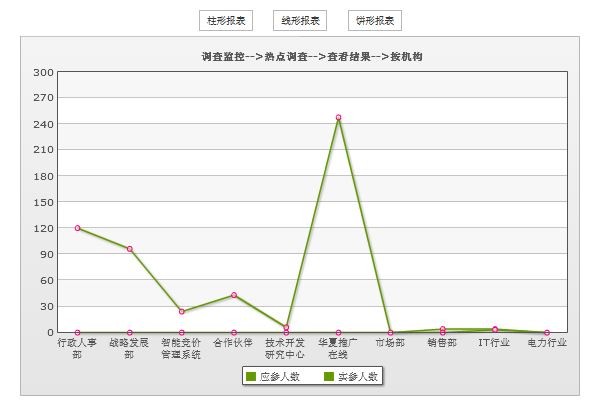 柱形报表 线形报表 饼形报表
调查监控-->热点调查-->查看结果-->按机构
300
270
240
210
180
150
120
90
60
30
0
行政人事 战略发展 智能竞价 合作伙伴 技术开发 华夏推广 市场部 销售部 IT行业 电力行业
部 部 管理系统 研究中心 在线
应参人数 实参人数